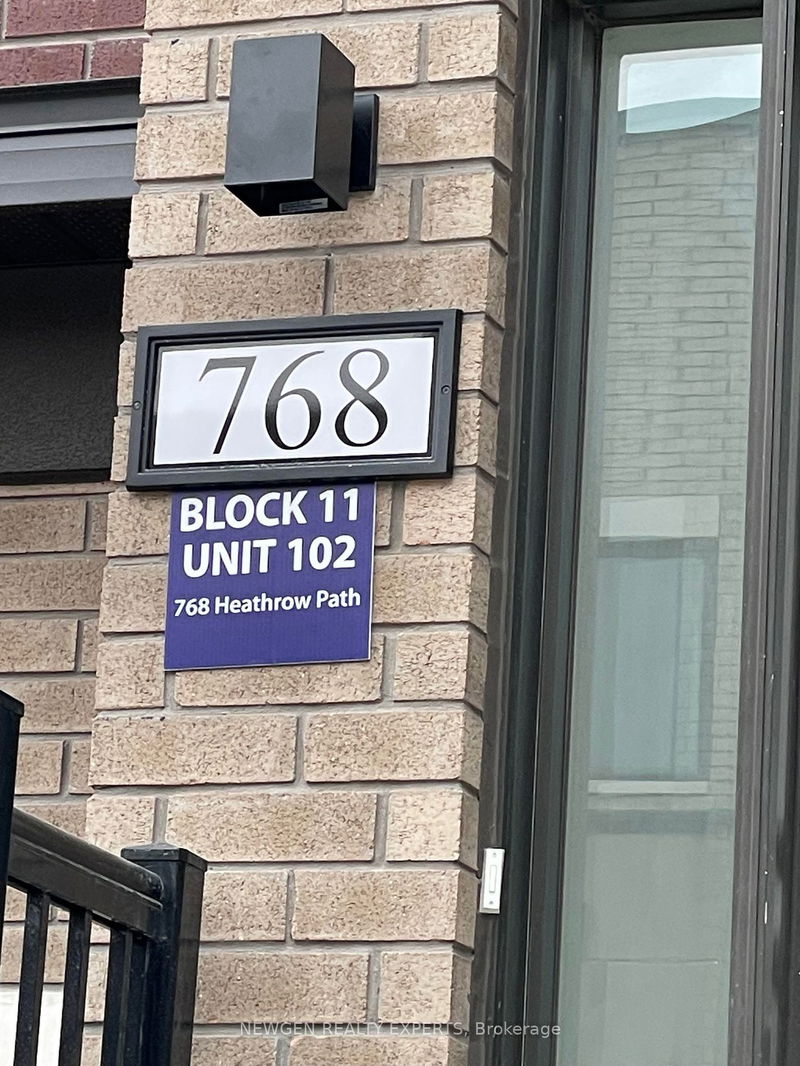 768
BLOCK 11
UNIT 102
768 Heathrow Path
NEWGEN REALTY EXPERTS, Brokerage